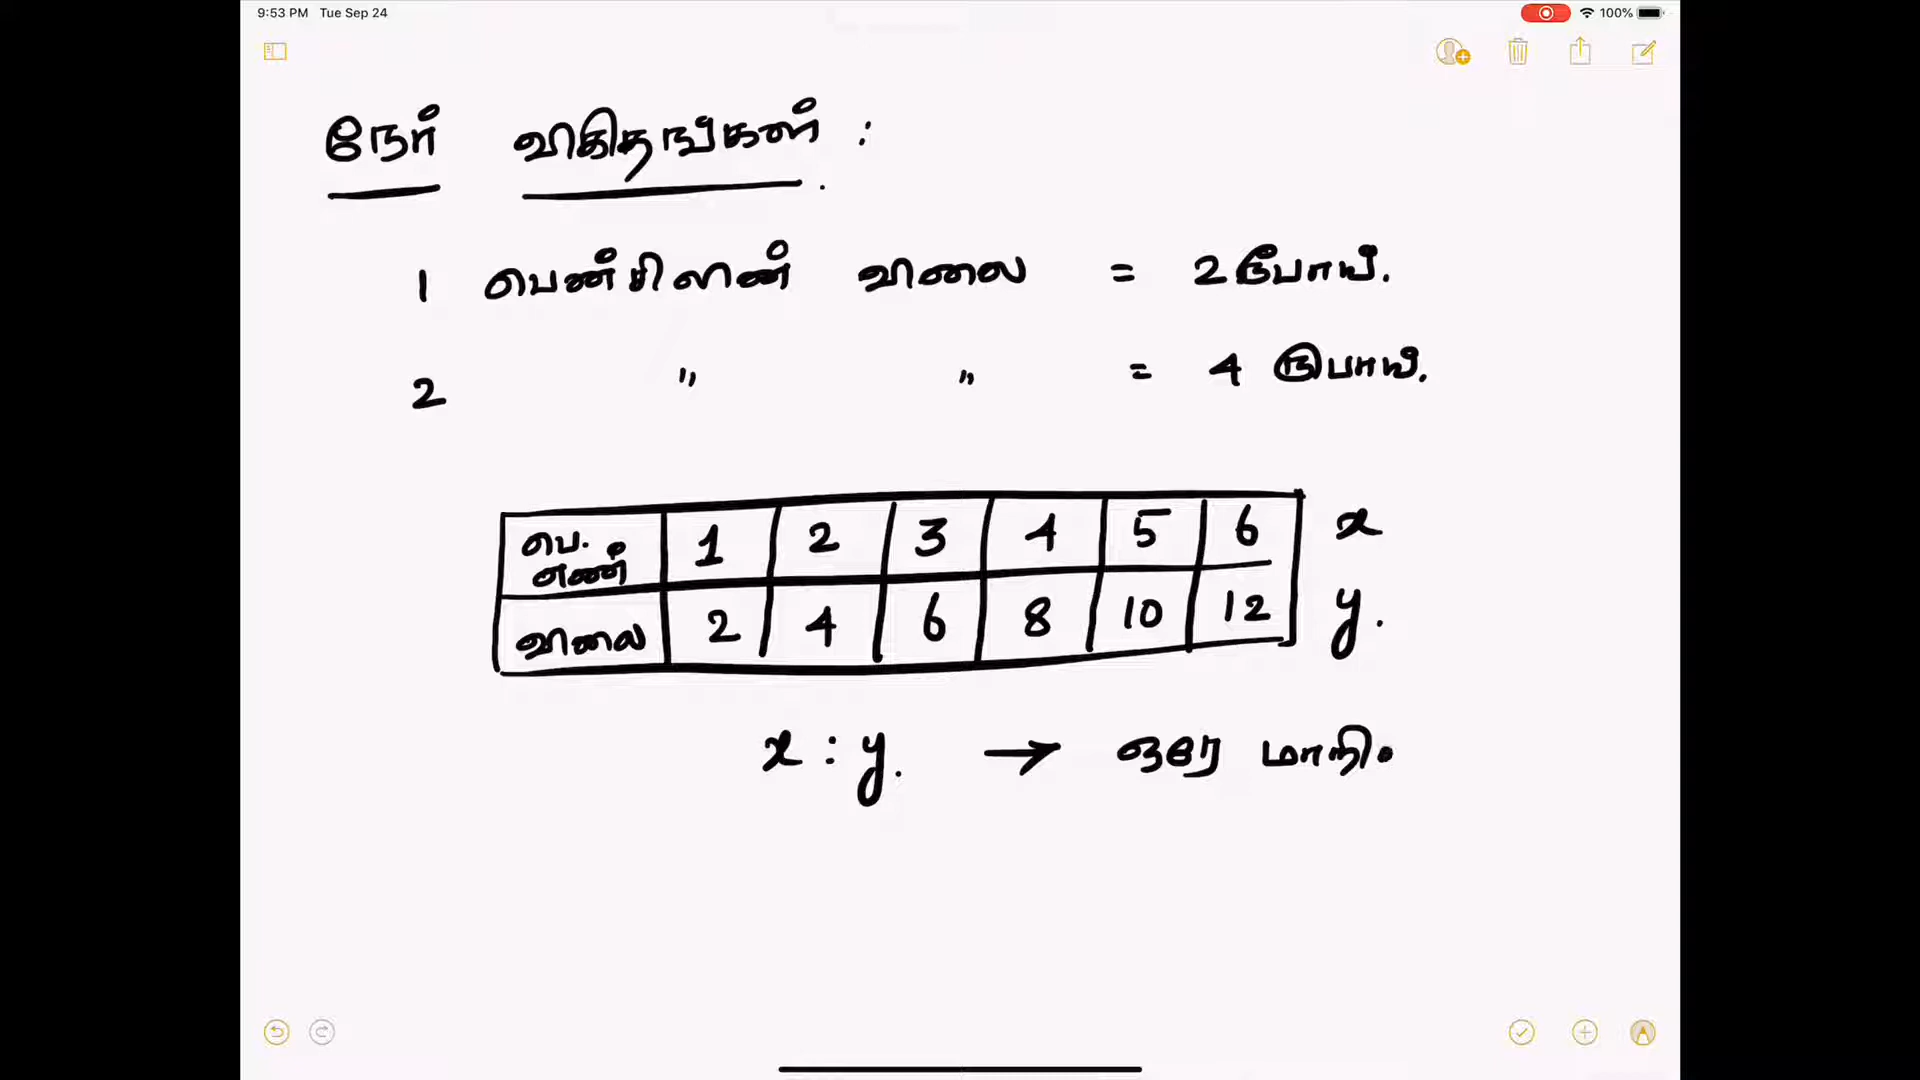 9:53 PM Tue Sep 24
100%
நேர் விகிதங்கள் :
1 பென்சிலின் விலை = 2 ரூபாய்.
2 " " = 4 ரூபாய்.
பெ. எண் 1 2 3 4 5 6 x
விலை 2 4 6 8 10 12 y.
x : y. → ஒரே மாறி.